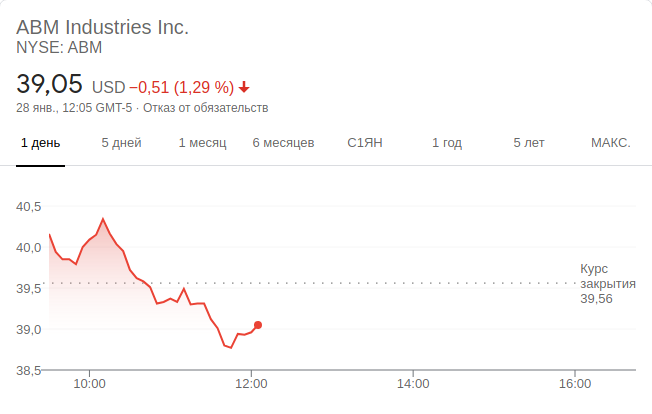 ABM Industries Inc.
NYSE: ABM
39,05 USD −0,51 (1,29 %)
28 янв., 12:05 GMT-5 · Отказ от обязательств
1 день 5 дней 1 месяц 6 месяцев С1ЯН 1 год 5 лет МАКС.
40,5
40,0
Курс
39,5 закрытия
39,56
39,0
38,5
10:00 12:00 14:00 16:00